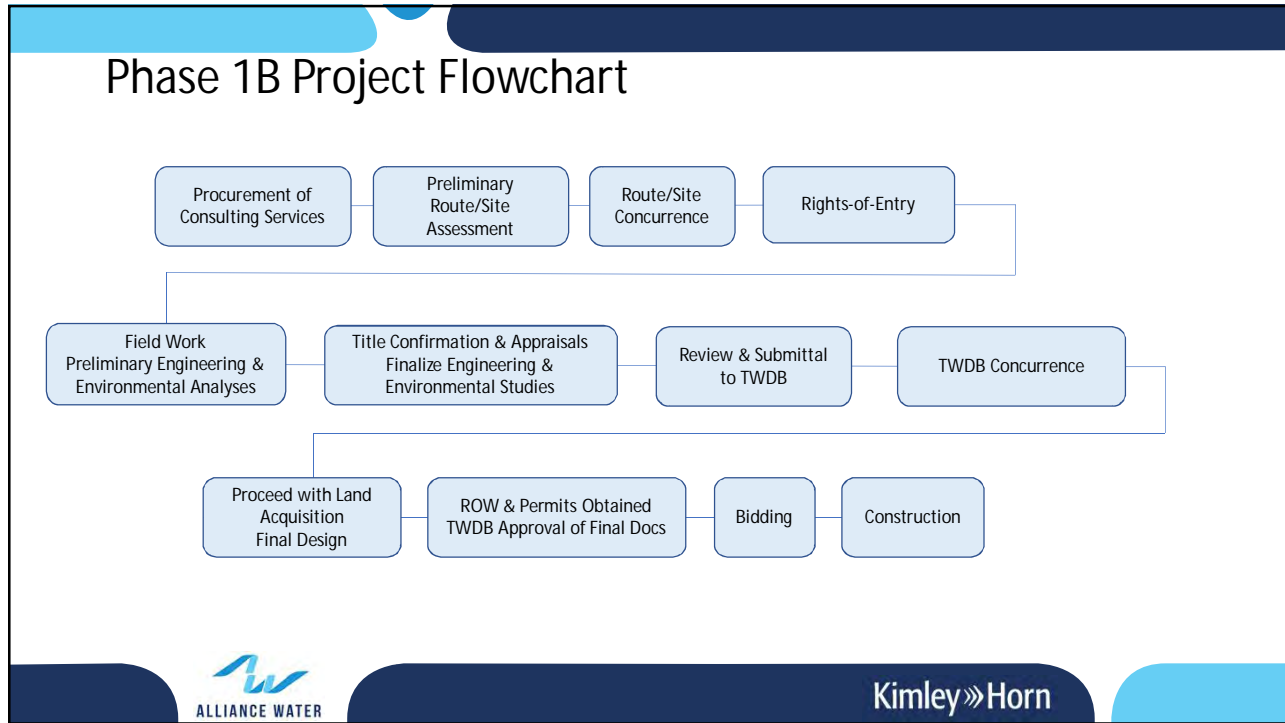 Phase 1B Project Flowchart
Procurement of
Consulting Services
Preliminary
Route/Site
Assessment
Route/Site
Concurrence
Rights-of-Entry
Field Work
Preliminary Engineering &
Environmental Analyses
Title Confirmation & Appraisals
Finalize Engineering &
Environmental Studies
Review & Submittal
to TWDB
TWDB Concurrence
Proceed with Land
Acquisition
Final Design
ROW & Permits Obtained
TWDB Approval of Final Docs
Bidding
Construction
ALLIANCE WATER
Kimley»Horn